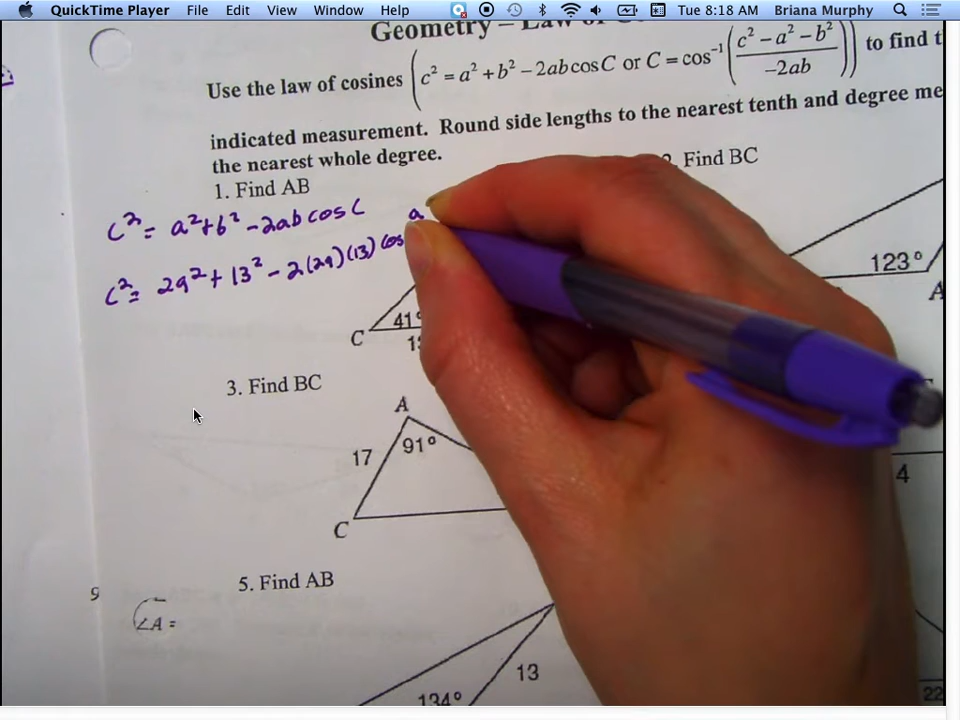 QuickTime Player File Edit View Window Help Tue 8:18 AM Briana Murphy
Geometry – Law of
Use the law of cosines (c² = a² + b² − 2ab cos C or C = cos⁻¹((c² − a² − b²)/(−2ab))) to find t
indicated measurement. Round side lengths to the nearest tenth and degree me
the nearest whole degree.
1. Find AB
Find BC
c² = a² + b² - 2ab cos C
a
c² = 29² + 13² - 2(29)(13) cos
123°
A
41°
C
3. Find BC
A
17
91°
C
4
5. Find AB
9
∠A =
13
134°
22